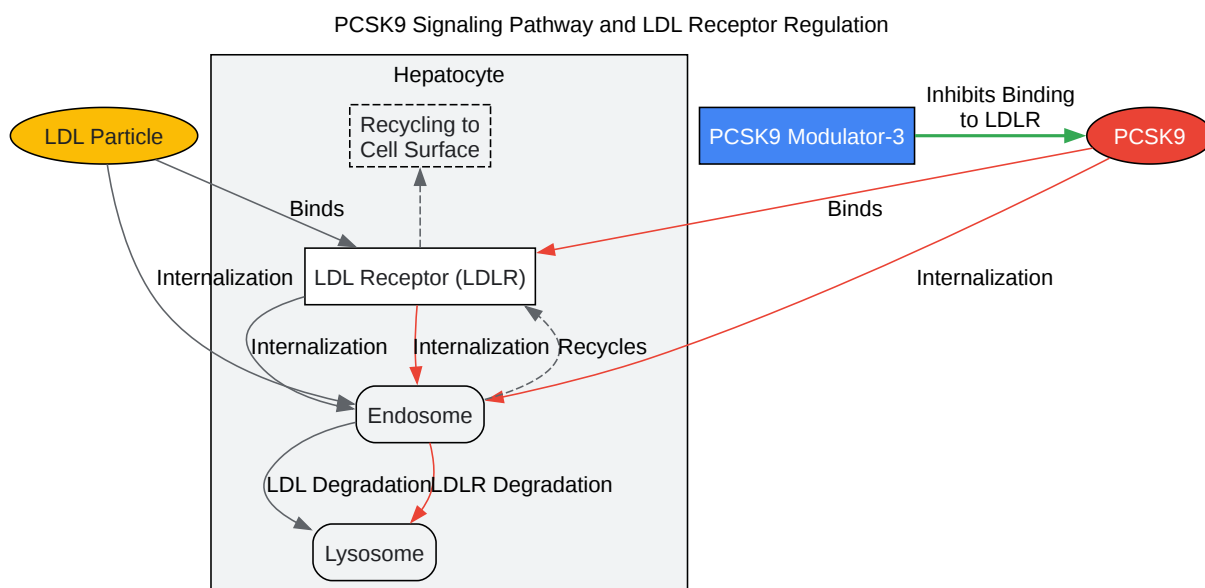 PCSK9 Signaling Pathway and LDL Receptor Regulation
Hepatocyte
LDL Particle
Recycling to
Cell Surface
PCSK9 Modulator-3
Inhibits Binding
to LDLR
PCSK9
Binds
Binds
LDL Receptor (LDLR)
Internalization
Internalization
Internalization
Internalization
Recycles
Endosome
LDL Degradation
LDLR Degradation
Lysosome